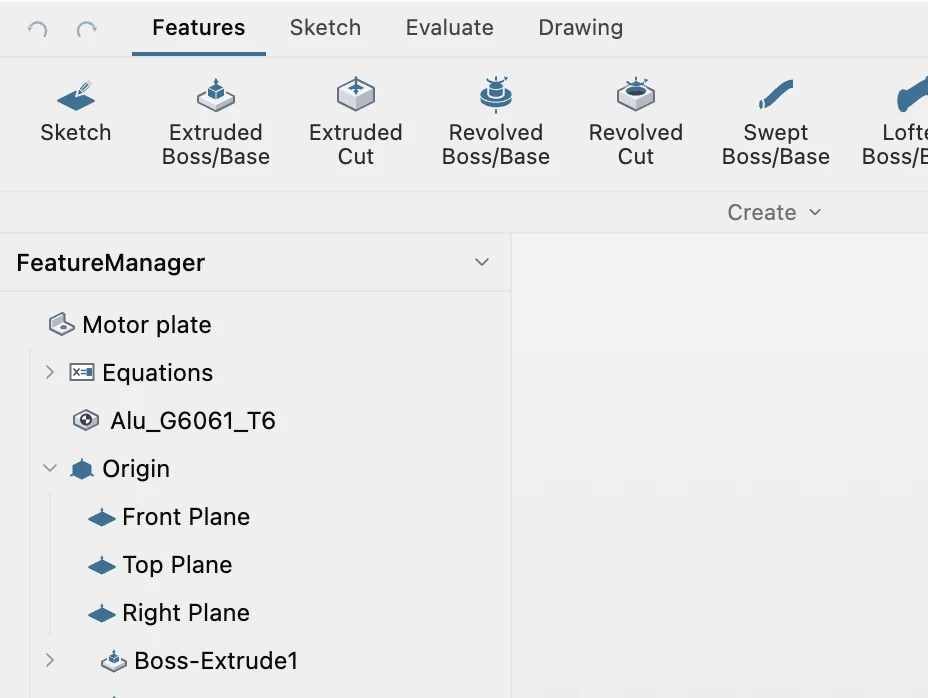 Features Sketch Evaluate Drawing
Sketch Extruded Extruded Revolved Revolved Swept
Boss/Base Cut Boss/Base Cut Boss/Base
Create
FeatureManager
Motor plate
x= Equations
Alu_G6061_T6
Origin
Front Plane
Top Plane
Right Plane
Boss-Extrude1